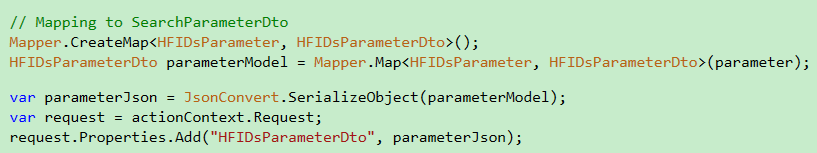 // Mapping to SearchParameterDto
Mapper.CreateMap<HFIDsParameter, HFIDsParameterDto>();
HFIDsParameterDto parameterModel = Mapper.Map<HFIDsParameter, HFIDsParameterDto>(parameter);
var parameterJson = JsonConvert.SerializeObject(parameterModel);
var request = actionContext.Request;
request.Properties.Add("HFIDsParameterDto", parameterJson);